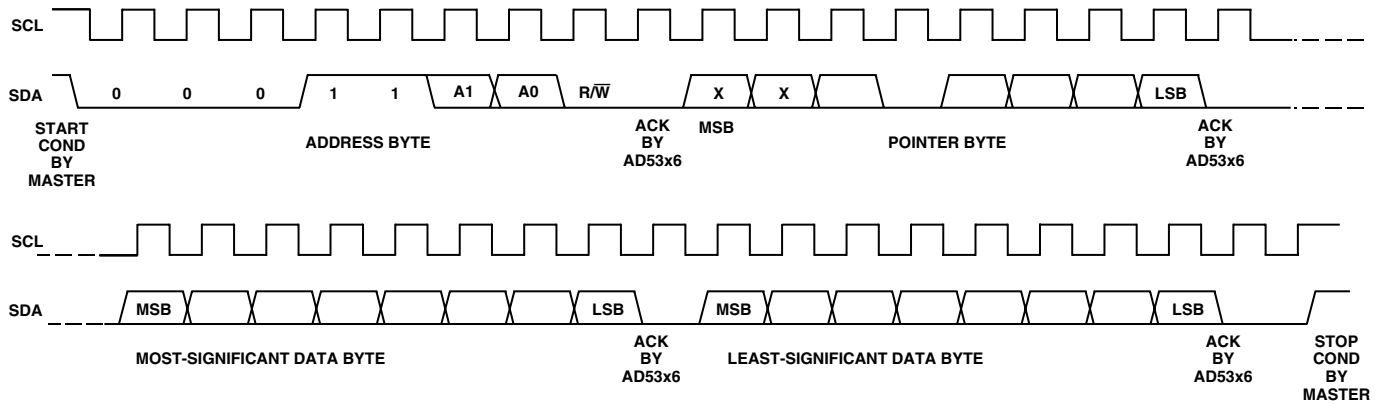 SCL
SDA 0 0 0 1 1 A1 A0 R/W̅ X X LSB
START COND BY MASTER
ADDRESS BYTE
ACK BY AD53x6
MSB
POINTER BYTE
ACK BY AD53x6
SCL
SDA MSB LSB MSB LSB
MOST-SIGNIFICANT DATA BYTE
ACK BY AD53x6
LEAST-SIGNIFICANT DATA BYTE
ACK BY AD53x6
STOP COND BY MASTER